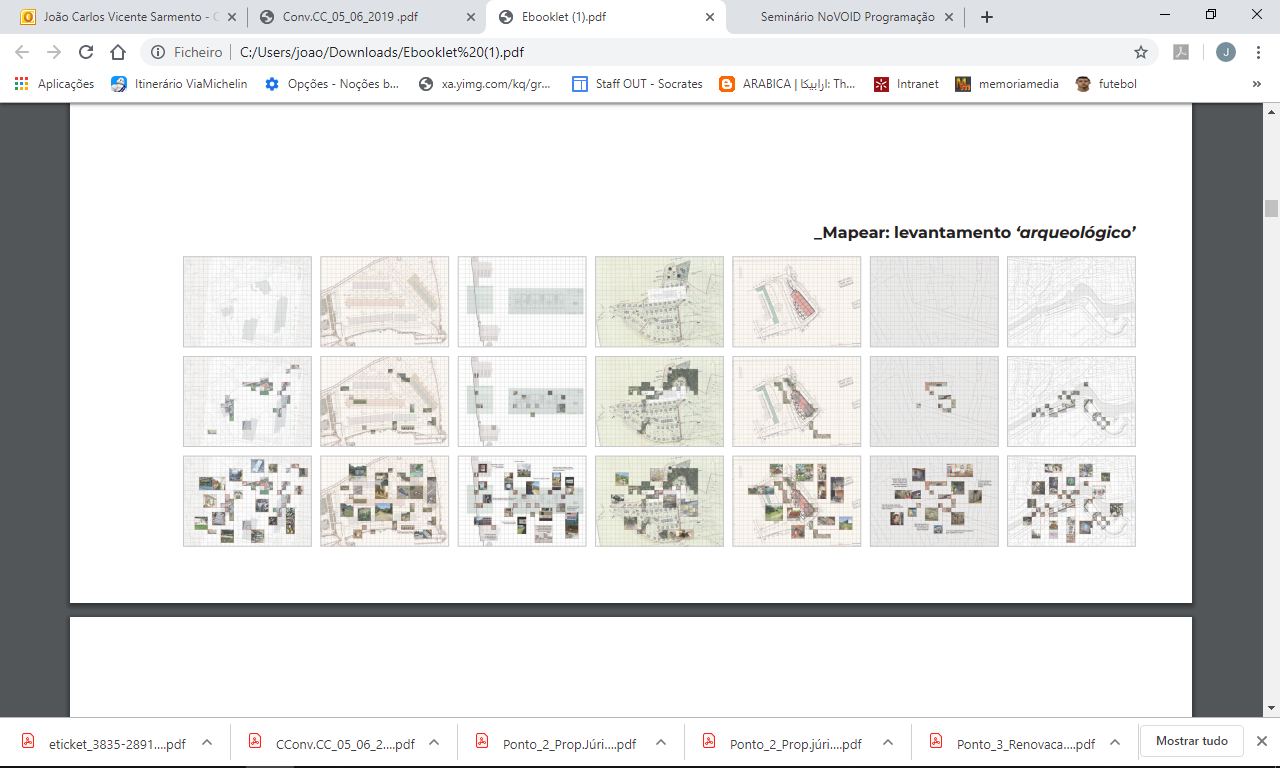 João Carlos Vicente Sarmento - C
Conv.CC_05_06_2019 .pdf
Ebooklet (1).pdf
Seminário NoVOID Programação
Ficheiro
C:/Users/joao/Downloads/Ebooklet%20(1).pdf
J
Aplicações
Itinerário ViaMichelin
Opções - Noções b...
xa.yimg.com/kq/gr...
Staff OUT - Socrates
ARABICA | ارابيكا: Th...
Intranet
memoriamedia
futebol
»
_Mapear: levantamento ‘arqueológico’
eticket_3835-2891....pdf
CConv.CC_05_06_2....pdf
Ponto_2_Prop.Júri....pdf
Ponto_2_Prop.júri....pdf
Ponto_3_Renovaca....pdf
Mostrar tudo